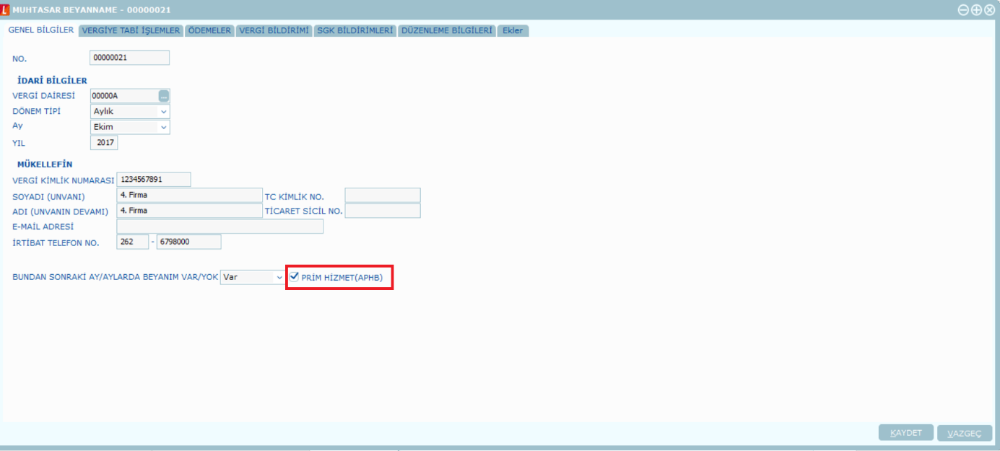 MUHTASAR BEYANNAME - 00000021
GENEL BİLGİLER VERGİYE TABİ İŞLEMLER ÖDEMELER VERGİ BİLDİRİMİ SGK BİLDİRİMLERİ DÜZENLEME BİLGİLERİ Ekler
NO. 00000021
İDARİ BİLGİLER
VERGİ DAİRESİ 00000A ...
DÖNEM TİPİ Aylık
Ay Ekim
YIL 2017
MÜKELLEFİN
VERGİ KİMLİK NUMARASI 1234567891
SOYADI (UNVANI) 4. Firma TC KİMLİK NO.
ADI (UNVANIN DEVAMI) 4. Firma TİCARET SİCİL NO.
E-MAİL ADRESİ
İRTİBAT TELEFON NO. 262 - 6798000
BUNDAN SONRAKİ AY/AYLARDA BEYANIM VAR/YOK Var PRİM HİZMET(APHB)
KAYDET VAZGEÇ